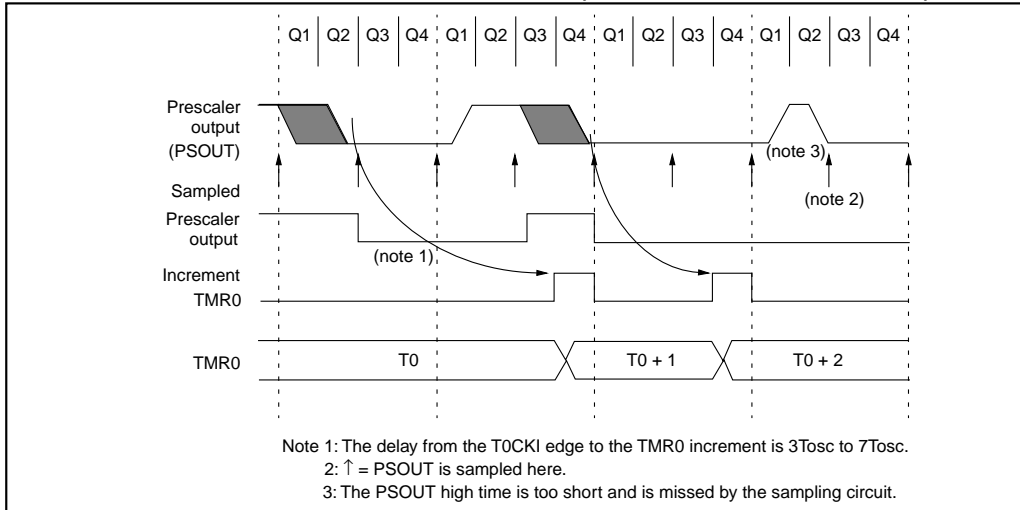 Q1 Q2 Q3 Q4 Q1 Q2 Q3 Q4 Q1 Q2 Q3 Q4 Q1 Q2 Q3 Q4
Prescaler
output
(PSOUT)
(note 3)
(note 2)
Sampled
Prescaler
output
(note 1)
Increment
TMR0
TMR0
T0
T0 + 1
T0 + 2
Note 1: The delay from the T0CKI edge to the TMR0 increment is 3Tosc to 7Tosc.
2: ↑ = PSOUT is sampled here.
3: The PSOUT high time is too short and is missed by the sampling circuit.